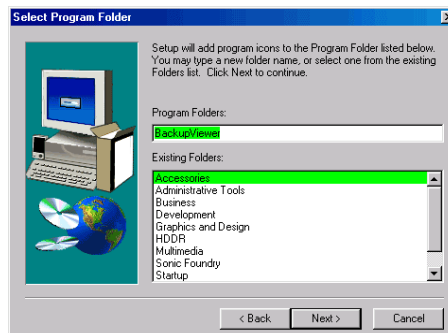 Select Program Folder
Setup will add program icons to the Program Folder listed below.
You may type a new folder name, or select one from the existing
Folders list. Click Next to continue.
Program Folders:
BackupViewer
Existing Folders:
Accessories
Administrative Tools
Business
Development
Graphics and Design
HDDR
Multimedia
Sonic Foundry
Startup
< Back
Next >
Cancel